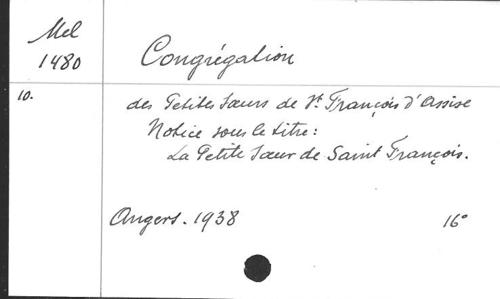 Mel
1480
Congrégation
10.
des Petites Sœurs de St François d'Assise
Notice sous le titre :
La Petite Sœur de Saint François.
Angers. 1938
16°